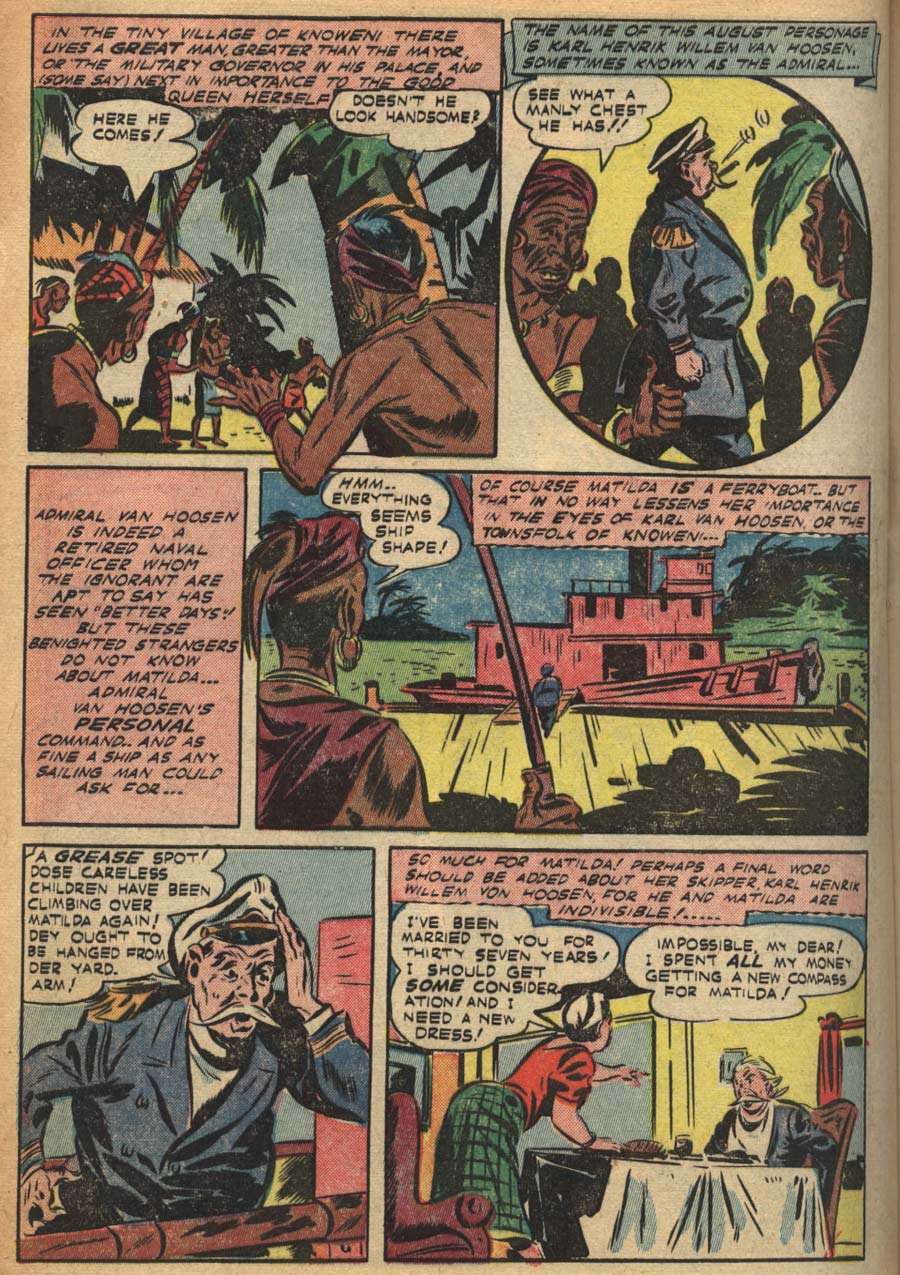 IN THE TINY VILLAGE OF KNOWENI THERE
LIVES A GREAT MAN, GREATER THAN THE MAYOR,
OR THE MILITARY GOVERNOR IN HIS PALACE, AND
(SOME SAY) NEXT IN IMPORTANCE TO THE GOOD
QUEEN HERSELF
HERE HE
COMES!
DOESN'T HE
LOOK HANDSOME?
THE NAME OF THIS AUGUST PERSONAGE
IS KARL HENRIK WILLEM VAN HOOSEN,
SOMETIMES KNOWN AS THE ADMIRAL...
SEE WHAT A
MANLY CHEST
HE HAS!!
ADMIRAL VAN HOOSEN
IS INDEED A
RETIRED NAVAL
OFFICER WHOM
THE IGNORANT ARE
APT TO SAY HAS
SEEN "BETTER DAYS"!
BUT THESE
BENIGHTED STRANGERS
DO NOT KNOW
ABOUT MATILDA...
ADMIRAL
VAN HOOSEN'S
PERSONAL
COMMAND.. AND AS
FINE A SHIP AS ANY
SAILING MAN COULD
ASK FOR...
HMM..
EVERYTHING
SEEMS
SHIP
SHAPE!
OF COURSE MATILDA IS A FERRYBOAT.. BUT
THAT IN NO WAY LESSENS HER IMPORTANCE
IN THE EYES OF KARL VAN HOOSEN, OR THE
TOWNSFOLK OF KNOWENI...
A GREASE SPOT!
DOSE CARELESS
CHILDREN HAVE BEEN
CLIMBING OVER
MATILDA AGAIN!
DEY OUGHT TO
BE HANGED FROM
DER YARD.
ARM!
SO MUCH FOR MATILDA! PERHAPS A FINAL WORD
SHOULD BE ADDED ABOUT HER SKIPPER, KARL HENRIK
WILLEM VON HOOSEN, FOR HE AND MATILDA ARE
INDIVISIBLE!.....
I'VE BEEN
MARRIED TO YOU FOR
THIRTY SEVEN YEARS!
I SHOULD GET
SOME CONSIDER
ATION! AND I
NEED A NEW
DRESS!
IMPOSSIBLE, MY DEAR!
I SPENT ALL MY MONEY
GETTING A NEW COMPASS
FOR MATILDA!